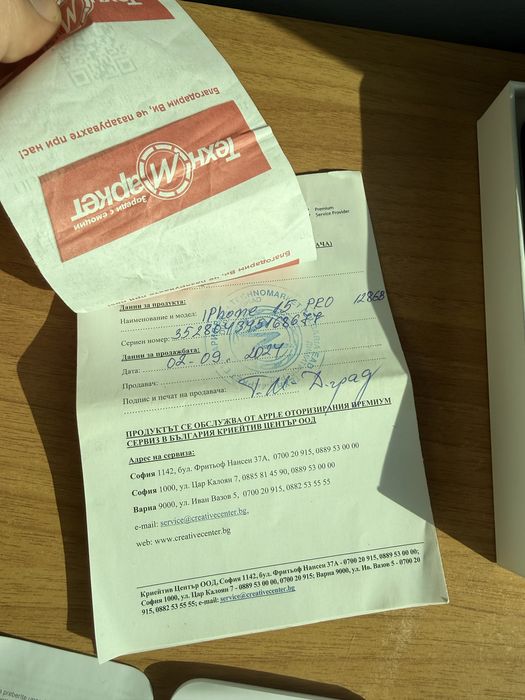 Благодарим Ви, че пазарувахте при нас!
Техн маркет
Зареди с емоции
Благодарим Ви,
Premium
Service Provider
Данни за продукта:
Наименование и модел: iPhone 15 PRO 128GB
Сериен номер:
Данни за продажбата:
Дата: 02-09. 2024
Продавач:
Подпис и печат на продавача: Т.М-Д-град
ПРОДУКТЪТ СЕ ОБСЛУЖВА ОТ APPLE ОТОРИЗИРАНИЯ ПРЕМИУМ
СЕРВИЗ В БЪЛГАРИЯ КРИЕЙТИВ ЦЕНТЪР ООД
Адрес на сервиза:
София 1142, бул. Фритьоф Нансен 37А, 0700 20 915, 0889 53 00 00
София 1000, ул. Цар Калоян 7, 0885 81 45 90, 0889 53 00 00
Варна 9000, ул. Иван Вазов 5, 0700 20 915, 0882 53 55 55
e-mail: service@creativecenter.bg,
web: www.creativecenter.bg
Криейтив Център ООД, София 1142, бул. Фритьоф Нансен 37А - 0700 20 915, 0889 53 00 00;
София 1000, ул. Цар Калоян 7 - 0889 53 00 00, 0700 20 915; Варна 9000, ул. Ив. Вазов 5 - 0700 20
915, 0882 53 55 55; e-mail: service@creativecenter.bg